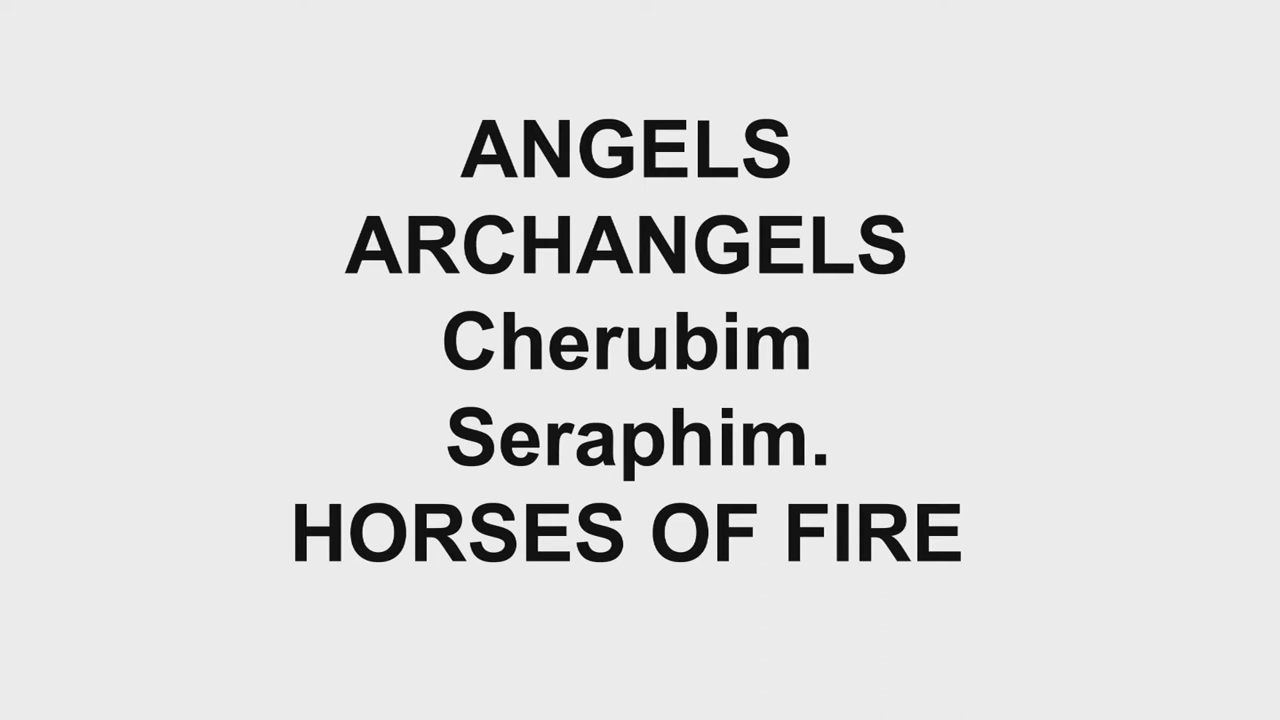 ANGELS
ARCHANGELS
Cherubim
Seraphim.
HORSES OF FIRE